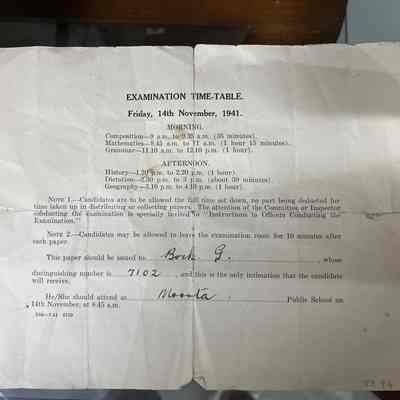 EXAMINATION TIME-TABLE.
Friday, 14th November, 1941.
MORNING.
Composition—9 a.m. to 9.35 a.m. (35 minutes).
Mathematics—9.45 a.m. to 11 a.m. (1 hour 15 minutes).
Grammar—11.10 a.m. to 12.10 p.m. (1 hour).
AFTERNOON.
History—1.20 p.m. to 2.20 p.m. (1 hour).
Dictation—2.30 p.m. to 3 p.m. (about 30 minutes).
Geography—3.10 p.m. to 4.10 p.m. (1 hour).
NOTE 1.—Candidates are to be allowed the full time set down, no part being deducted for
time taken up in distributing or collecting papers. The attention of the Committee or Inspector
conducting the examination is specially invited to "Instructions to Officers Conducting the
Examination."
NOTE 2.—Candidates may be allowed to leave the examination room for 10 minutes after
each paper.
This paper should be issued to Bock G. whose
distinguishing number is 7102, and this is the only intimation that the candidate
will receive.
He/She should attend at Moonta Public School on
14th November, at 8.45 a.m.